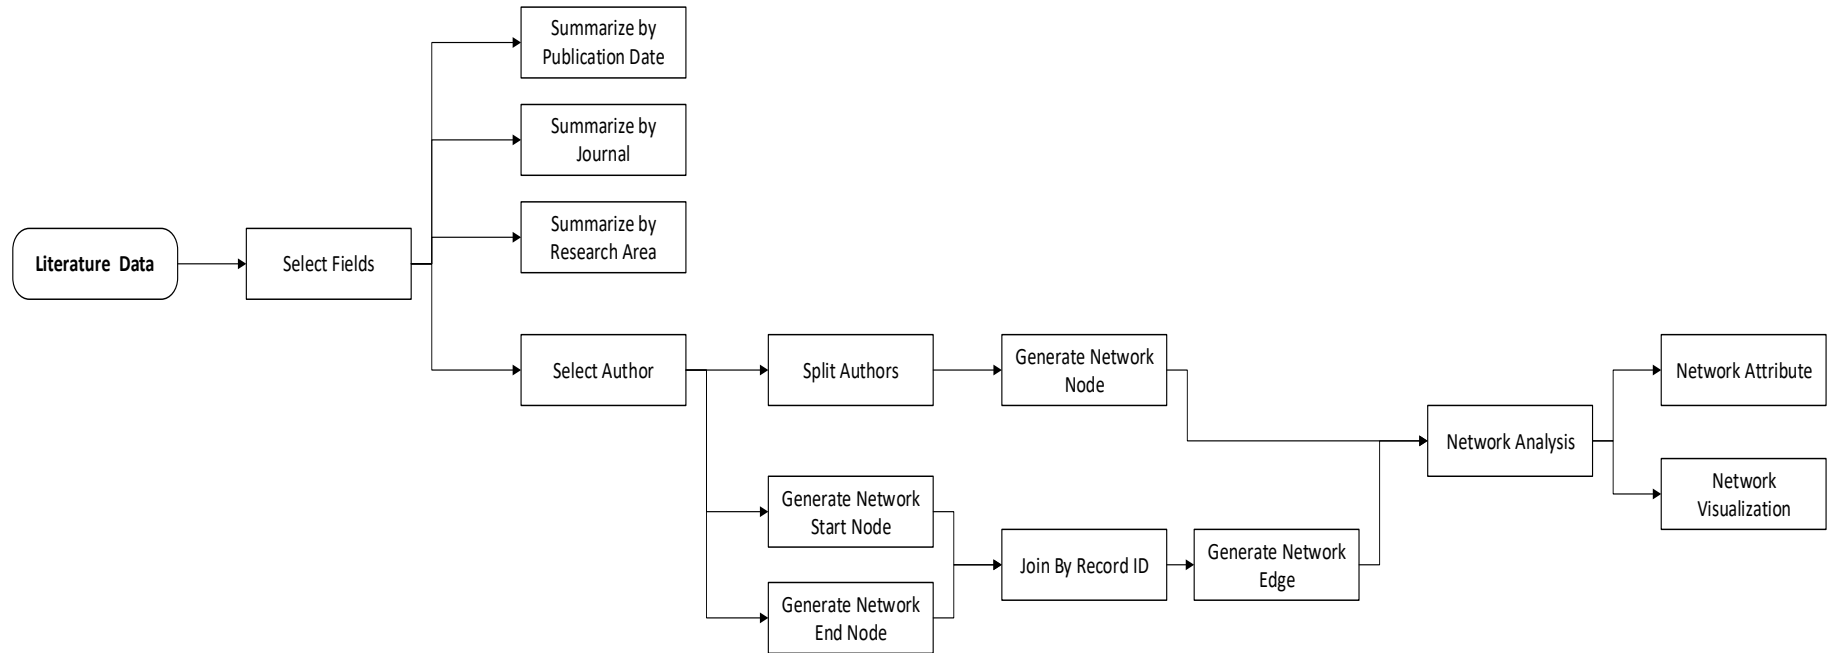 Summarize by
Publication Date
Summarize by
Journal
Summarize by
Research Area
Literature Data
Select Fields
Select Author
Split Authors
Generate Network
Node
Network Attribute
Network Analysis
Network
Visualization
Generate Network
Start Node
Join By Record ID
Generate Network
Edge
Generate Network
End Node